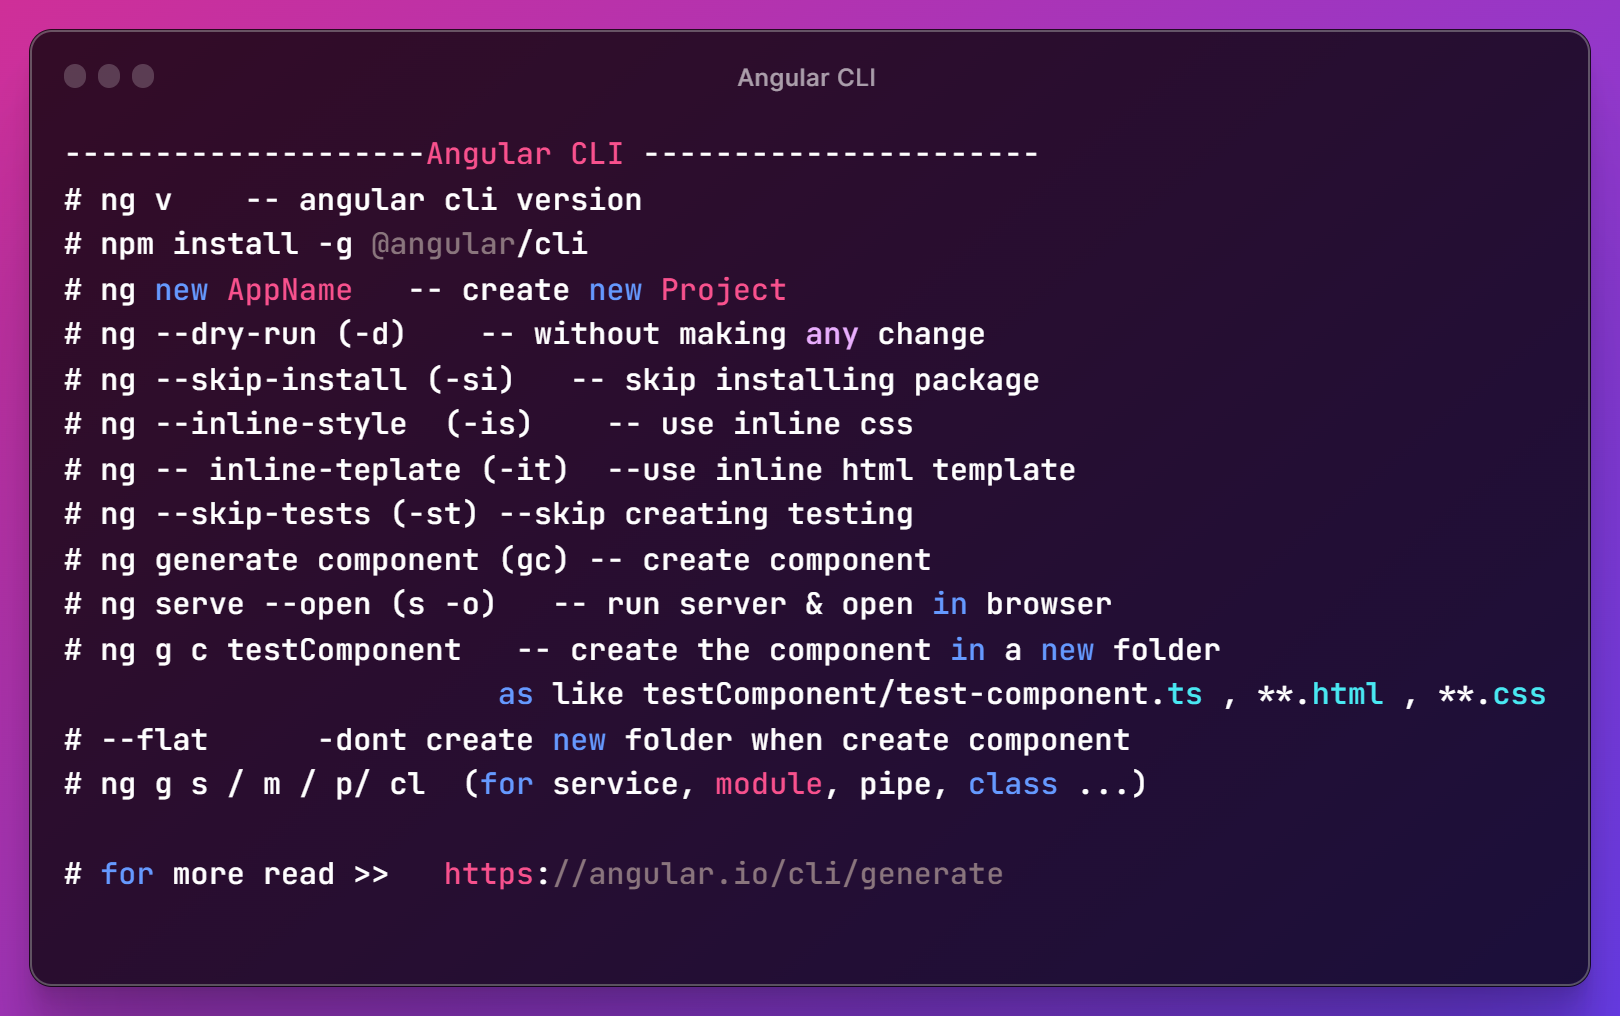 Angular CLI
--------------------Angular CLI ----------------------
# ng v    -- angular cli version
# npm install -g @angular/cli
# ng new AppName   -- create new Project
# ng --dry-run (-d)    -- without making any change
# ng --skip-install (-si)   -- skip installing package
# ng --inline-style  (-is)    -- use inline css
# ng -- inline-teplate (-it)  --use inline html template
# ng --skip-tests (-st) --skip creating testing
# ng generate component (gc) -- create component
# ng serve --open (s -o)   -- run server & open in browser
# ng g c testComponent   -- create the component in a new folder
                        as like testComponent/test-component.ts , **.html , **.css
# --flat      -dont create new folder when create component
# ng g s / m / p/ cl  (for service, module, pipe, class ...)
# for more read >>   https://angular.io/cli/generate